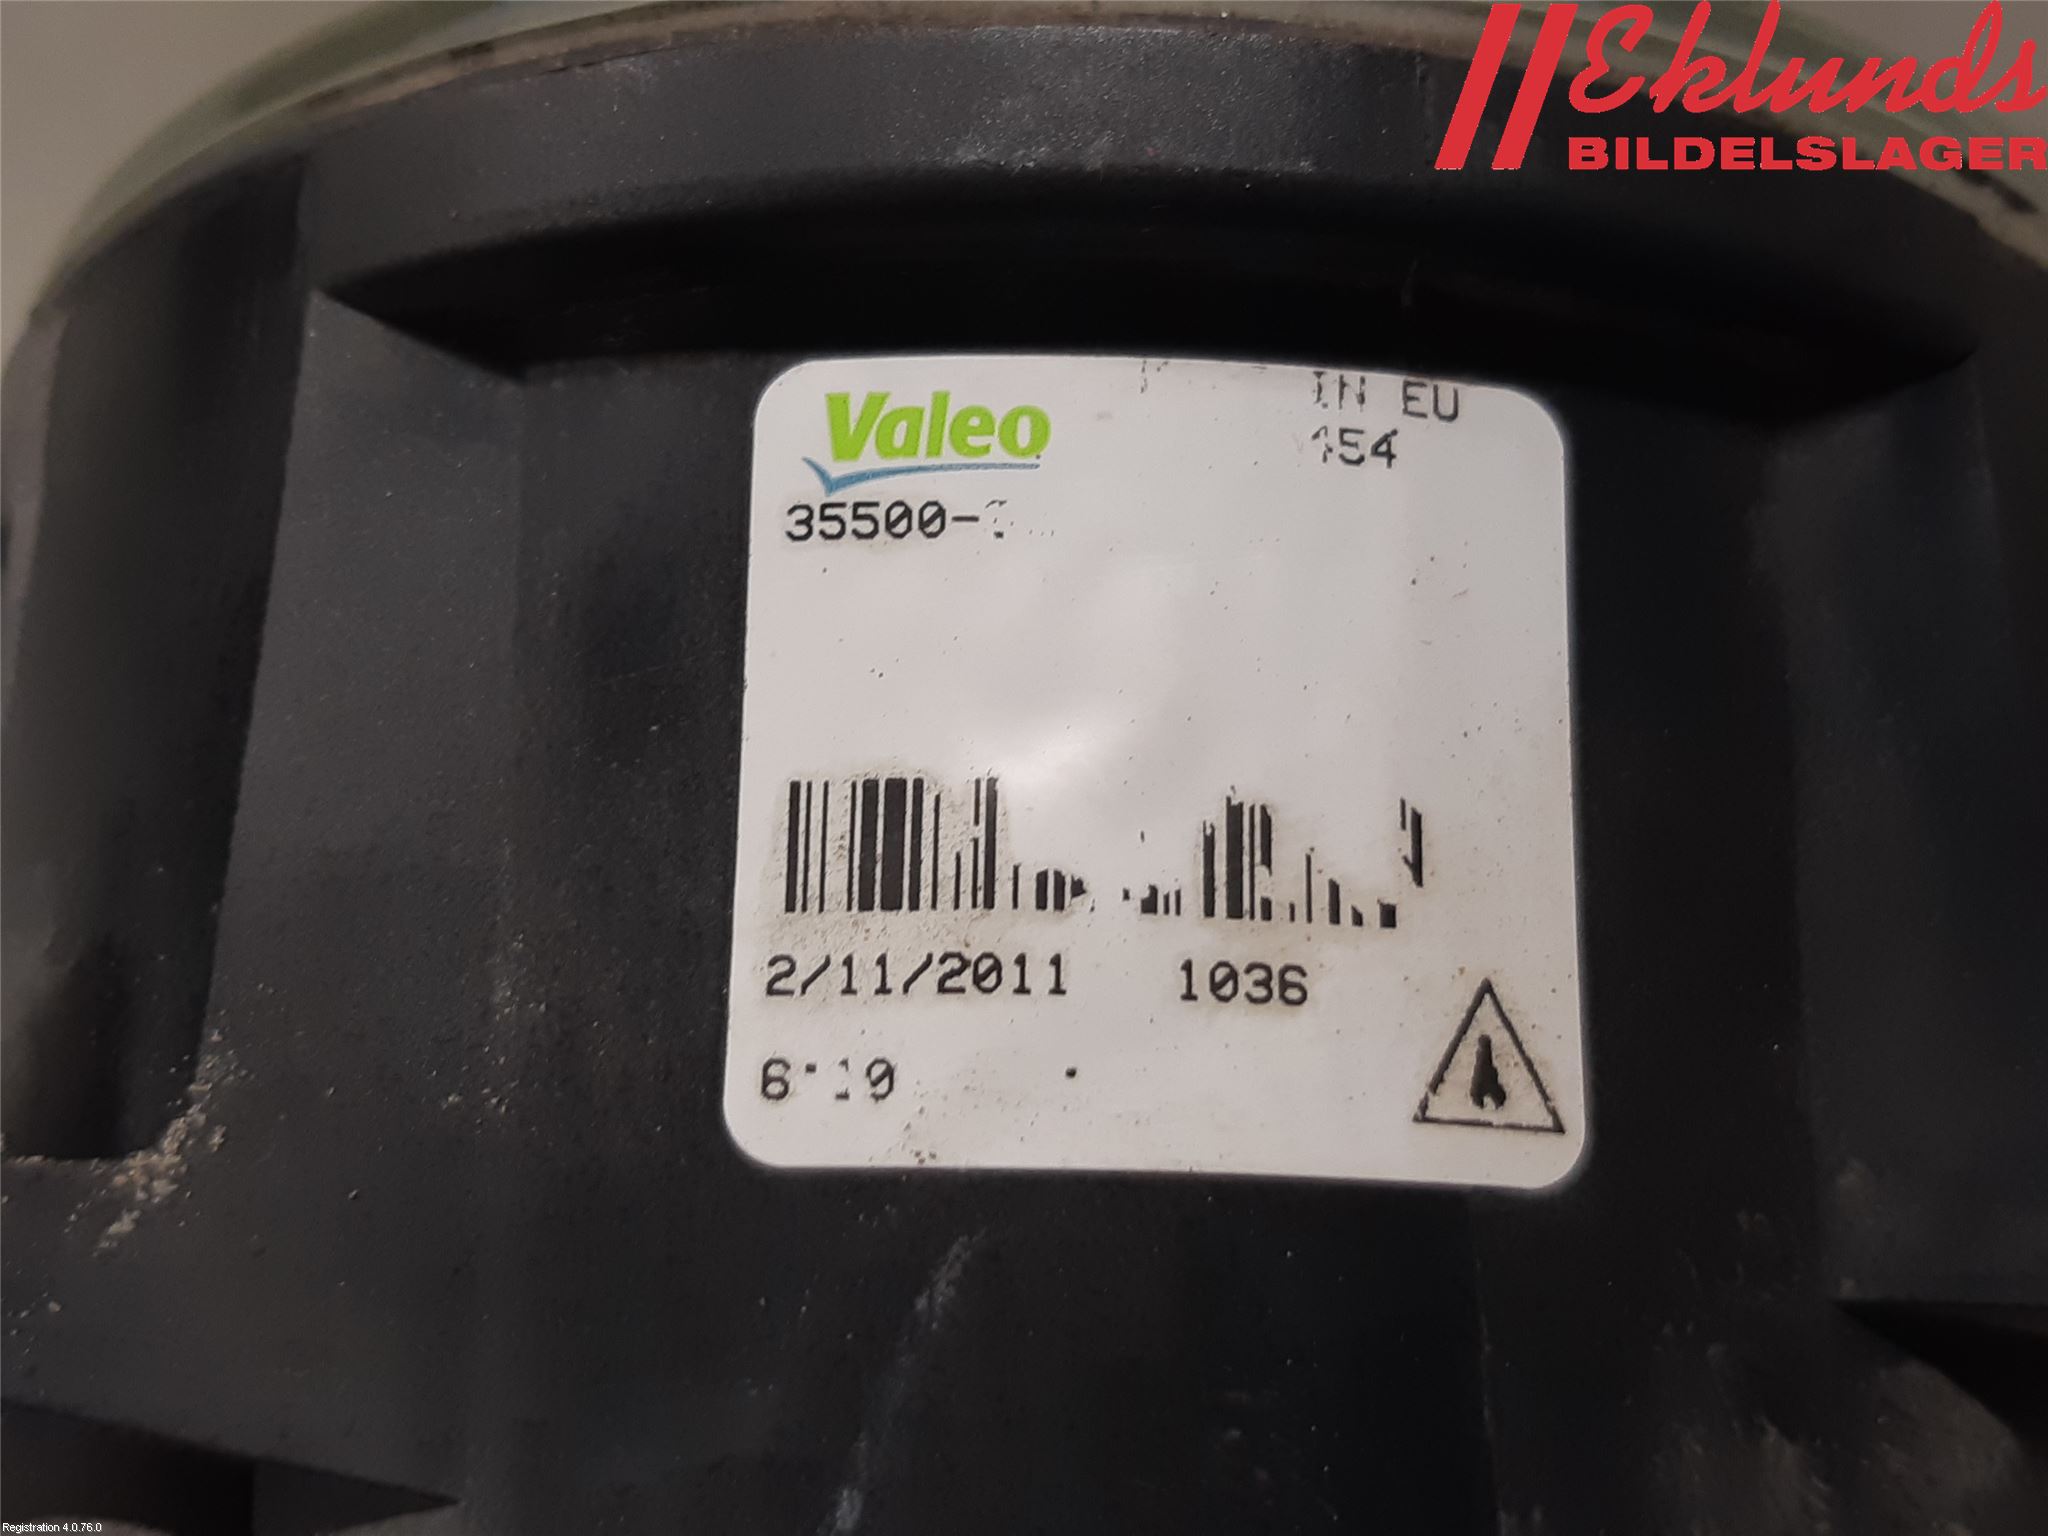 Eklunds
BILDELSLAGER
Valeo
IN EU
35500-
2/11/2011 1036
Registration 4.0.76.0